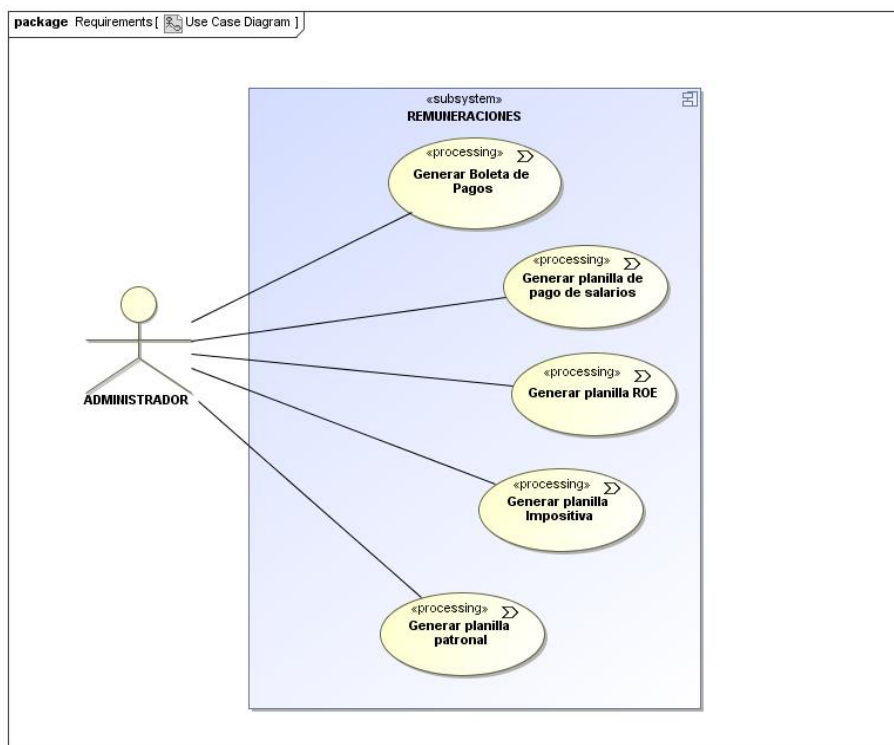 package Requirements [ Use Case Diagram ]
«subsystem»
REMUNERACIONES
«processing»
Generar Boleta de
Pagos
«processing»
Generar planilla de
pago de salarios
«processing»
Generar planilla ROE
ADMINISTRADOR
«processing»
Generar planilla
Impositiva
«processing»
Generar planilla
patronal